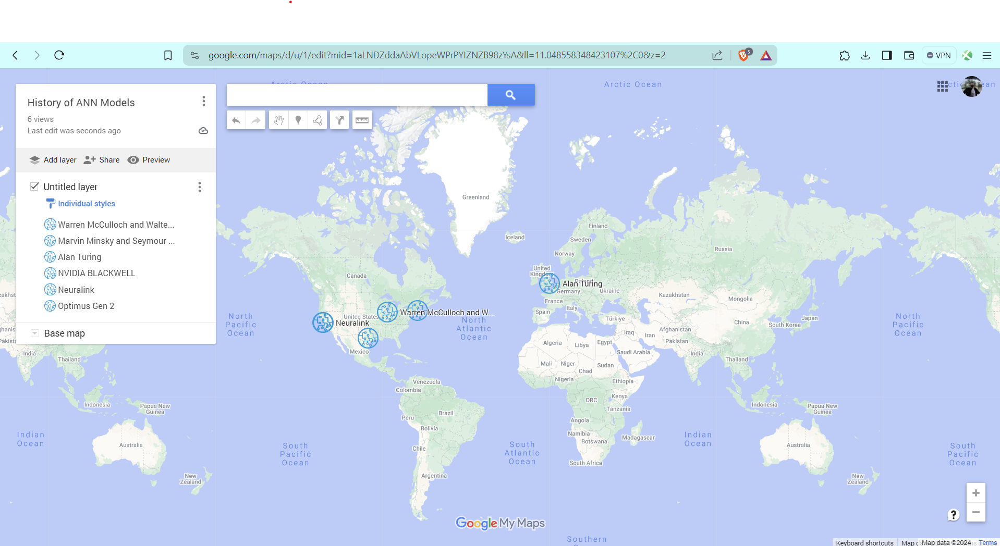 google.com/maps/d/u/1/edit?mid=1aLNDZddaAbVLopeWPrPYIZNZB98zYsA&ll=11.048558348423107%2C0&z=2
5
VPN
History of ANN Models
6 views
Last edit was seconds ago
Add layer
Share
Preview
Untitled layer
Individual styles
Warren McCulloch and Walte...
Marvin Minsky and Seymour ...
Alan Turing
NVIDIA BLACKWELL
Neuralink
Optimus Gen 2
Base map
Arctic Ocean
Arctic Ocean
Greenland
Iceland
Finland
Sweden
Norway
Russia
United
Kingdom
Alan Turing
Germany
Ukraine
France
Spain
Italy
Türkiye
Kazakhstan
Mongolia
Canada
United States
Warren McCulloch and W...
Neuralink
Mexico
North
Pacific
Ocean
North
Atlantic
Ocean
China
Japan
South Korea
North
Pacific
Ocean
Iraq
Iran
Afghanistan
Pakistan
Algeria
Libya
Egypt
Saudi Arabia
India
Thailand
Mali
Niger
Sudan
Chad
Nigeria
Ethiopia
India
Thailand
Venezuela
Colombia
DRC
Kenya
Tanzania
Indonesia
Papua New
Guinea
Indonesia
Papua New
Guinea
Peru
Brazil
Bolivia
Angola
Namibia
Botswana
Madagascar
Indian
Ocean
Australia
South
Pacific
Ocean
Chile
South
Atlantic
Ocean
South Africa
Indian
Ocean
Australia
South
Pacific
Ocean
New
Zealand
Argentina
New
Zealand
Google My Maps
Southern
Keyboard shortcuts
Map data ©2024
Terms